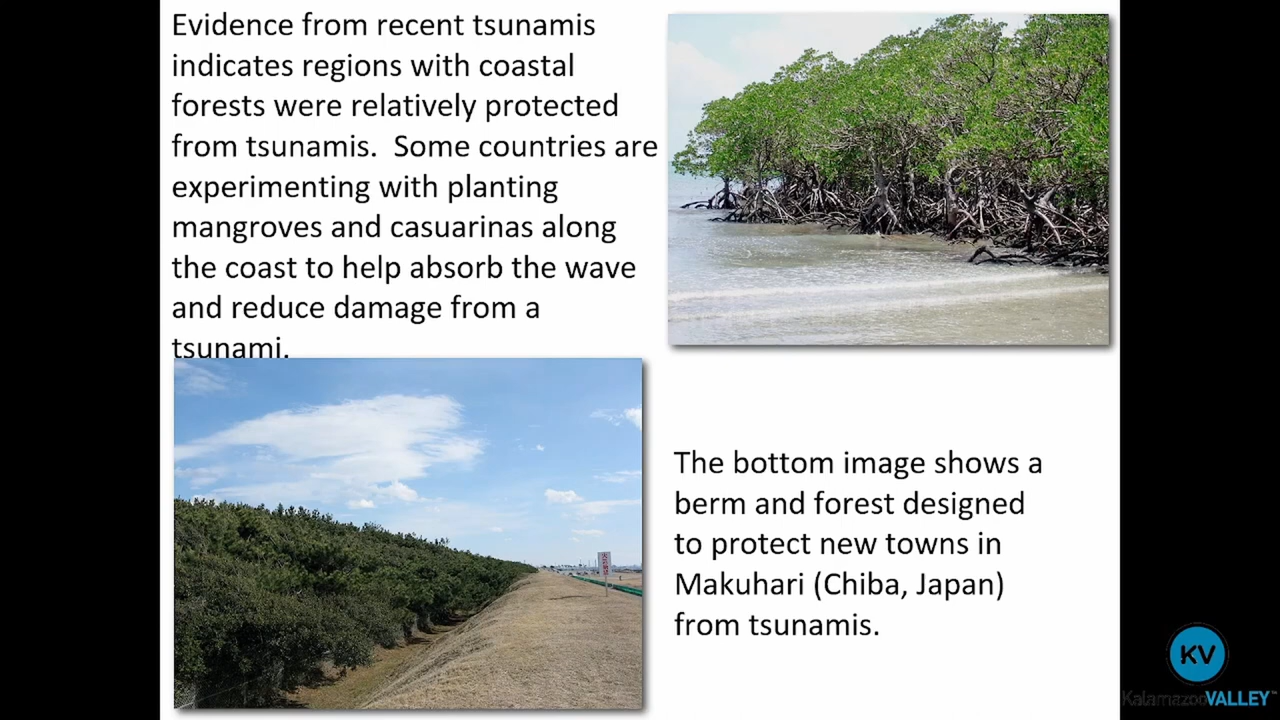 Evidence from recent tsunamis
indicates regions with coastal
forests were relatively protected
from tsunamis.  Some countries are
experimenting with planting
mangroves and casuarinas along
the coast to help absorb the wave
and reduce damage from a
tsunami.
The bottom image shows a
berm and forest designed
to protect new towns in
Makuhari (Chiba, Japan)
from tsunamis.
KV
KalamazooVALLEY™